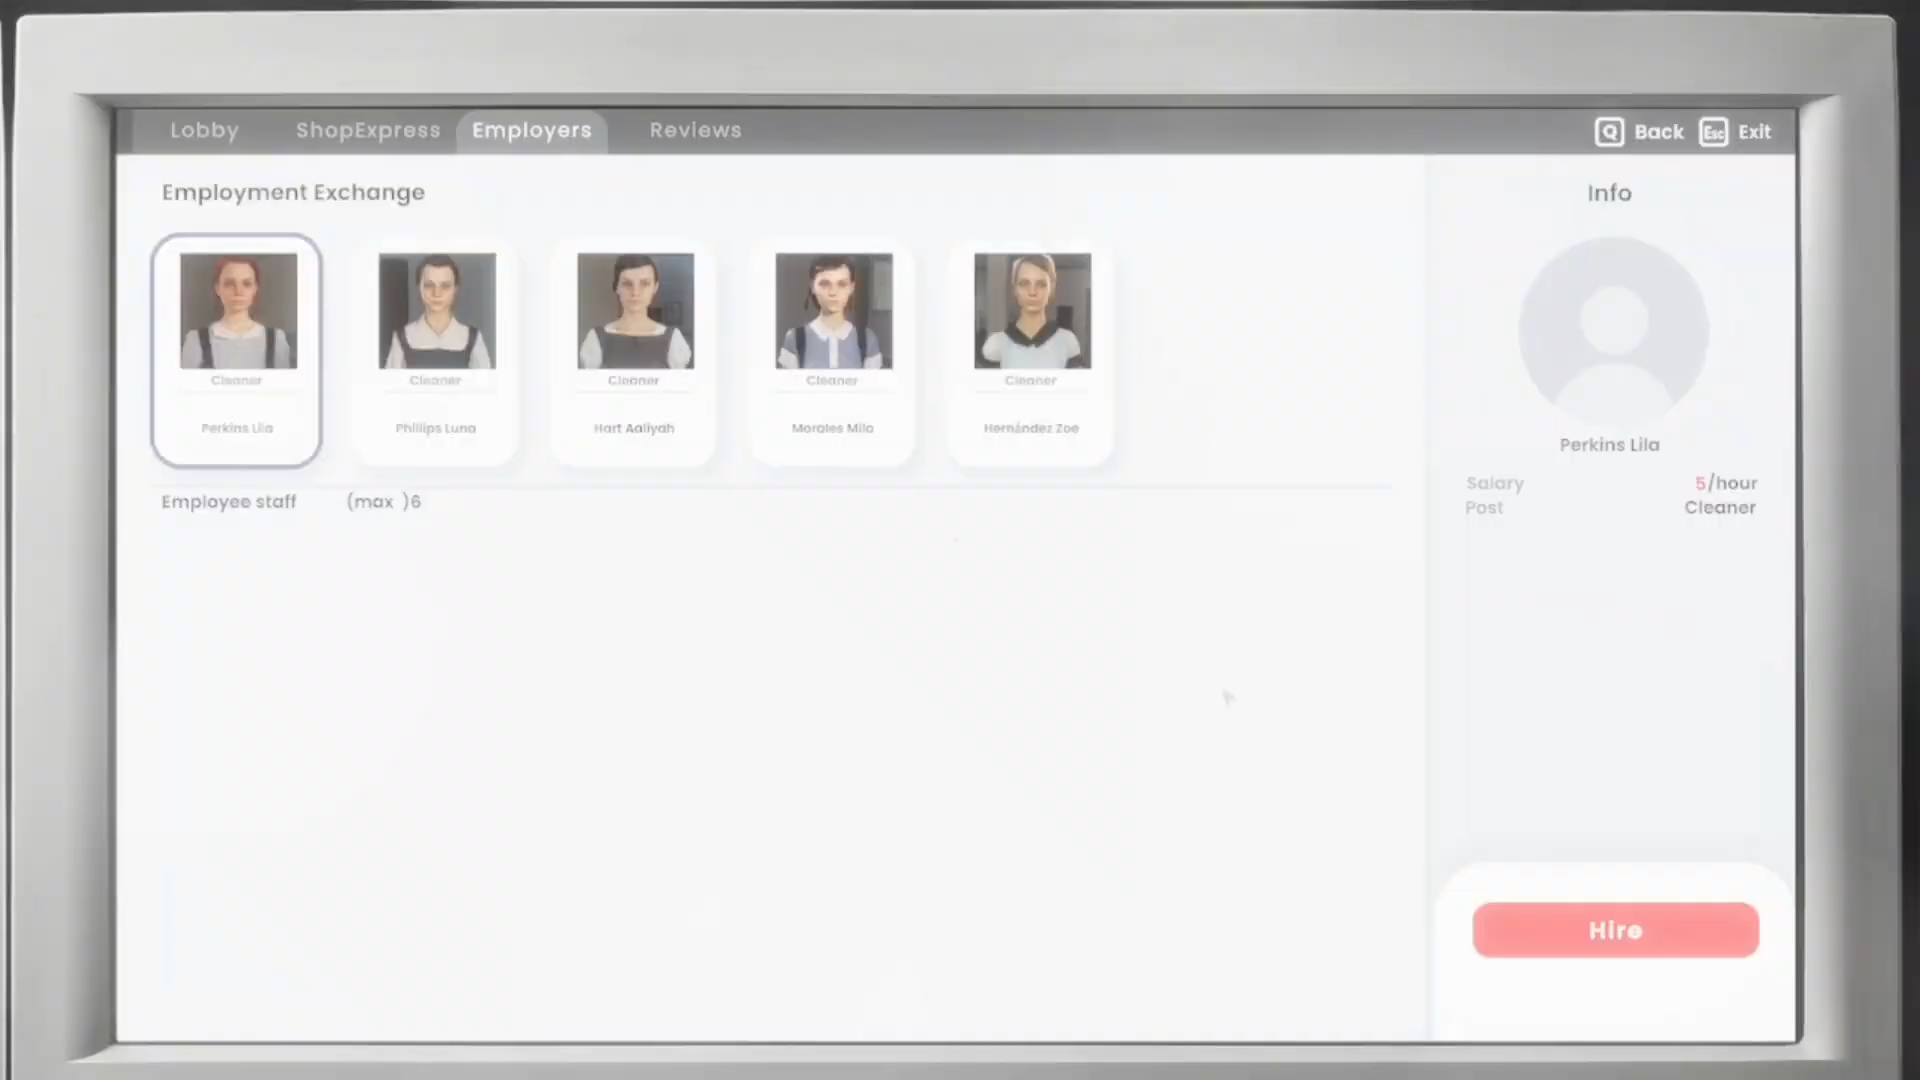 Lobby ShopExpress Employers Reviews Q Back Esc Exit
Employment Exchange
Info
Cleaner Cleaner Cleaner Cleaner Cleaner
Perkins Lila Phillips Luna Hart Aaliyah Morales Mila Hernández Zoe
Perkins Lila
Salary 5/hour
Employee staff (max )6
Post Cleaner
Hire